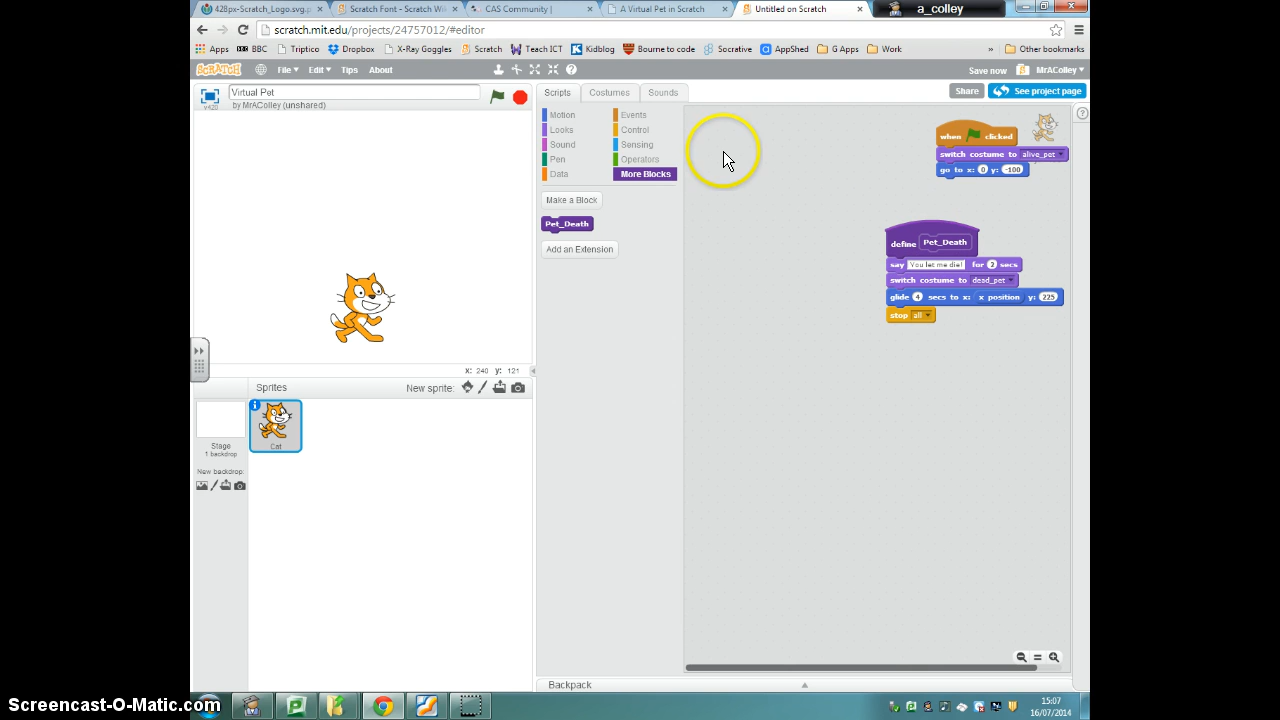 428px-Scratch_Logo.svg.p
Scratch Font - Scratch Wi
CAS Community |
A Virtual Pet in Scratch
Untitled on Scratch
a_colley
scratch.mit.edu/projects/24757012/#editor
Apps
BBC
Triptico
Dropbox
X-Ray Goggles
Scratch
Teach ICT
Kidblog
Bourne to code
Socrative
AppShed
G Apps
Work
»
Other bookmarks
SCRATCH
File
Edit
Tips
About
Save now
MrAColley
v420
Virtual Pet
by MrAColley (unshared)
Scripts
Costumes
Sounds
Share
See project page
Motion
Events
Looks
Control
Sound
Sensing
Pen
Operators
Data
More Blocks
Make a Block
Pet_Death
Add an Extension
when clicked
switch costume to alive_pet
go to x: 0 y: -100
define Pet_Death
say You let me die! for 2 secs
switch costume to dead_pet
glide 4 secs to x: x position y: 225
stop all
x: 240 y: 121
Sprites
New sprite:
Cat
Stage
1 backdrop
New backdrop:
Backpack
Screencast-O-Matic.com
15:07
16/07/2014